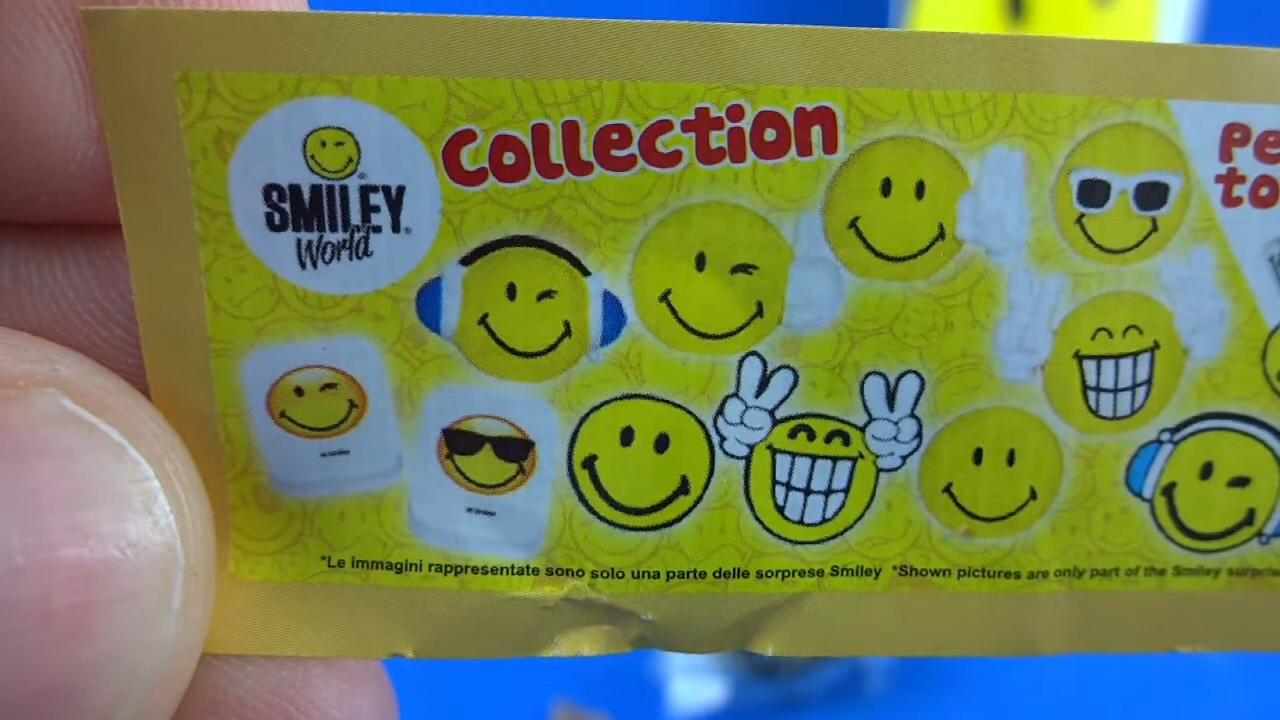 SMILEY
World
Collection
Pe
to
*Le immagini rappresentate sono solo una parte delle sorprese Smiley *Shown pictures are only part of the Smiley surprise